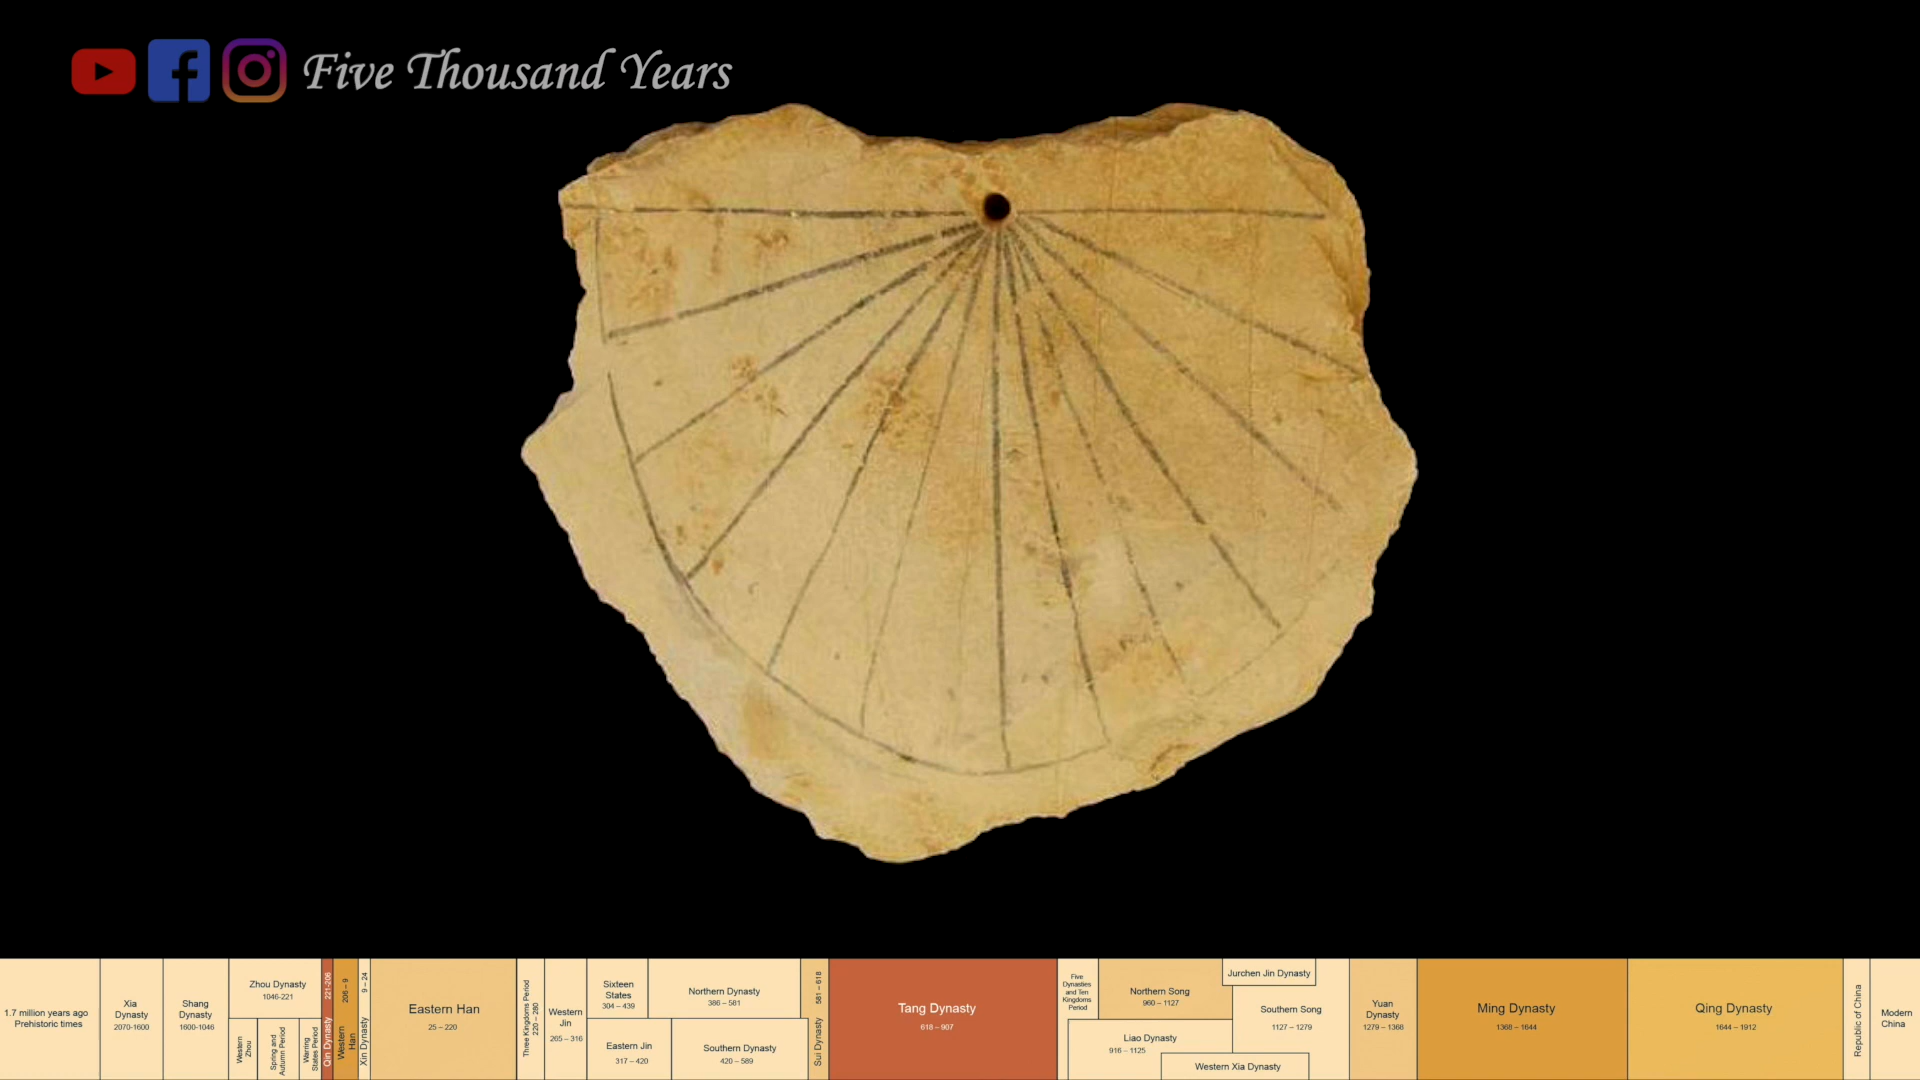 Five Thousand Years
1.7 million years ago
Prehistoric times
Xia
Dynasty
2070-1600
Shang
Dynasty
1600-1046
Zhou Dynasty
1046-221
Western
Zhou
Spring and
Autumn Period
Warring
States Period
Qin Dynasty 221-206
Western
Han
206 – 9
Xin Dynasty 9 – 24
Eastern Han
25 – 220
Three Kingdoms Period
220 – 280
Western
Jin
265 – 316
Sixteen
States
304 – 439
Eastern Jin
317 – 420
Northern Dynasty
386 – 581
Southern Dynasty
420 – 589
Sui Dynasty 581 – 618
Tang Dynasty
618 – 907
Five
Dynasties
and Ten
Kingdoms
Period
Northern Song
960 – 1127
Liao Dynasty
916 – 1125
Jurchen Jin Dynasty
Southern Song
1127 – 1279
Western Xia Dynasty
Yuan
Dynasty
1279 – 1368
Ming Dynasty
1368 – 1644
Qing Dynasty
1644 – 1912
Republic of China
Modern
China